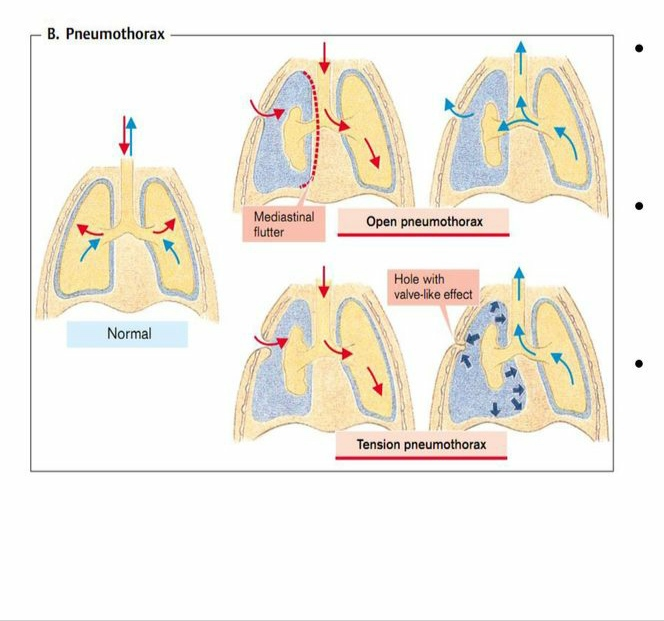 B. Pneumothorax
Mediastinal
flutter
Open pneumothorax
Normal
Hole with
valve-like effect
Tension pneumothorax